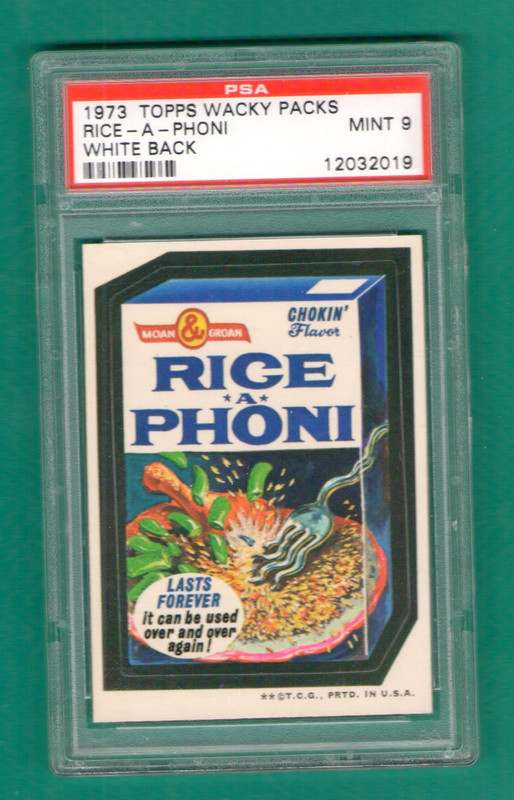 PSA
1973 TOPPS WACKY PACKS
RICE-A-PHONI
MINT 9
WHITE BACK
12032019
CHOKIN'
Flavor
MOAN & GROAN
RICE
★A★
PHONI
LASTS
FOREVER
it can be used
over and over
again!
**©T.C.G., PRTD. IN U.S.A.